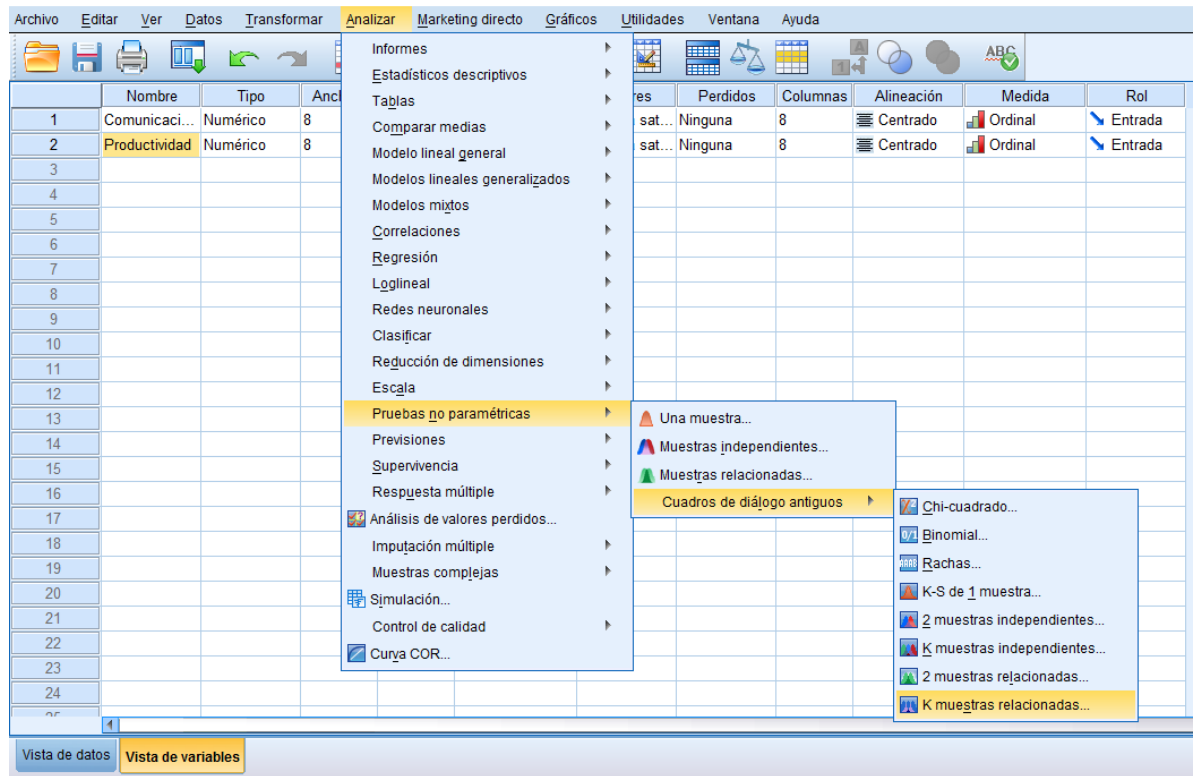 Archivo Editar Ver Datos Transformar Analizar Marketing directo Gráficos Utilidades Ventana Ayuda
Nombre Tipo Ancl res Perdidos Columnas Alineación Medida Rol
1 Comunicaci... Numérico 8 sat... Ninguna 8 Centrado Ordinal Entrada
2 Productividad Numérico 8 sat... Ninguna 8 Centrado Ordinal Entrada
3
4
5
6
7
8
9
10
11
12
13
14
15
16
17
18
19
20
21
22
23
24
Informes
Estadísticos descriptivos
Tablas
Comparar medias
Modelo lineal general
Modelos lineales generalizados
Modelos mixtos
Correlaciones
Regresión
Loglineal
Redes neuronales
Clasificar
Reducción de dimensiones
Escala
Pruebas no paramétricas
Previsiones
Supervivencia
Respuesta múltiple
Análisis de valores perdidos...
Imputación múltiple
Muestras complejas
Simulación...
Control de calidad
Curva COR...
Una muestra...
Muestras independientes...
Muestras relacionadas...
Cuadros de diálogo antiguos
Chi-cuadrado...
Binomial...
Rachas...
K-S de 1 muestra...
2 muestras independientes...
K muestras independientes...
2 muestras relacionadas...
K muestras relacionadas...
Vista de datos Vista de variables